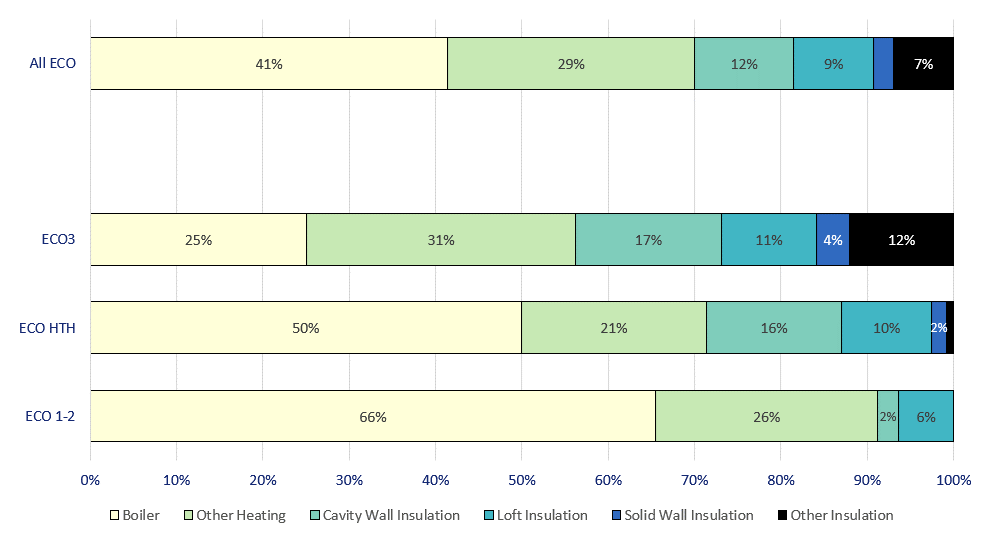 All ECO 41% 29% 12% 9% 7%
ECO3 25% 31% 17% 11% 4% 12%
ECO HTH 50% 21% 16% 10% 2%
ECO 1-2 66% 26% 2% 6%
0% 10% 20% 30% 40% 50% 60% 70% 80% 90% 100%
Boiler Other Heating Cavity Wall Insulation Loft Insulation Solid Wall Insulation Other Insulation